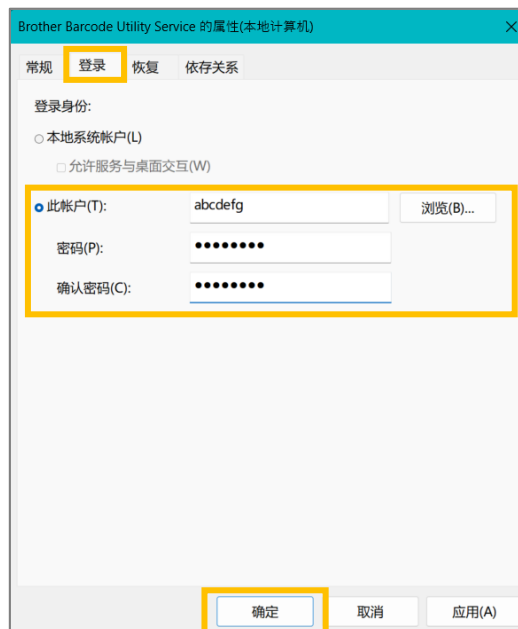 Brother Barcode Utility Service 的属性(本地计算机)
常规 登录 恢复 依存关系
登录身份:
本地系统帐户(L)
允许服务与桌面交互(W)
此帐户(T): abcdefg 浏览(B)...
密码(P): ●●●●●●●●
确认密码(C): ●●●●●●●●
确定 取消 应用(A)